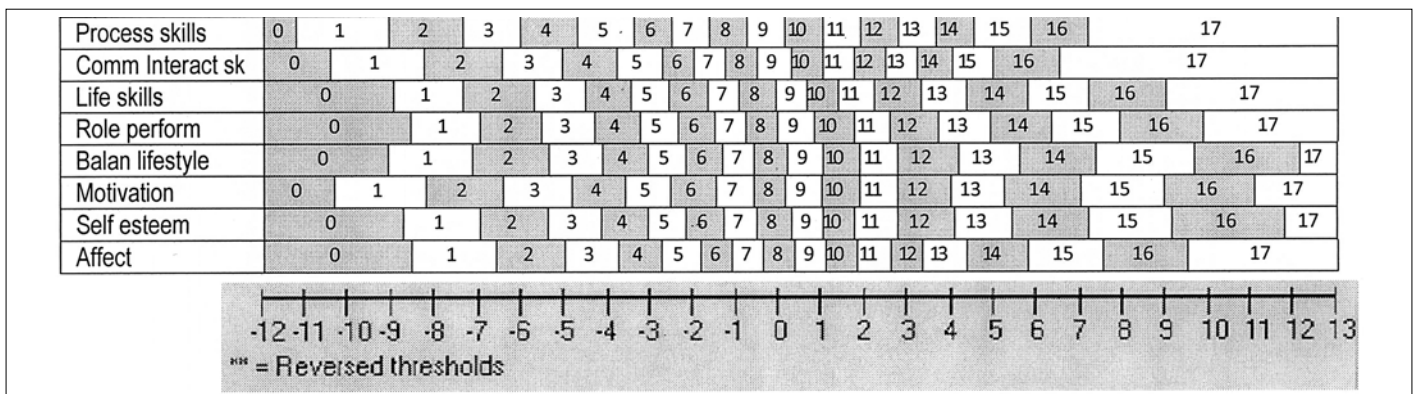 Process skills 0 1 2 3 4 5 6 7 8 9 10 11 12 13 14 15 16 17
Comm Interact sk 0 1 2 3 4 5 6 7 8 9 10 11 12 13 14 15 16 17
Life skills 0 1 2 3 4 5 6 7 8 9 10 11 12 13 14 15 16 17
Role perform 0 1 2 3 4 5 6 7 8 9 10 11 12 13 14 15 16 17
Balan lifestyle 0 1 2 3 4 5 6 7 8 9 10 11 12 13 14 15 16 17
Motivation 0 1 2 3 4 5 6 7 8 9 10 11 12 13 14 15 16 17
Self esteem 0 1 2 3 4 5 6 7 8 9 10 11 12 13 14 15 16 17
Affect 0 1 2 3 4 5 6 7 8 9 10 11 12 13 14 15 16 17
-12 -11 -10 -9 -8 -7 -6 -5 -4 -3 -2 -1 0 1 2 3 4 5 6 7 8 9 10 11 12 13
** = Reversed thresholds